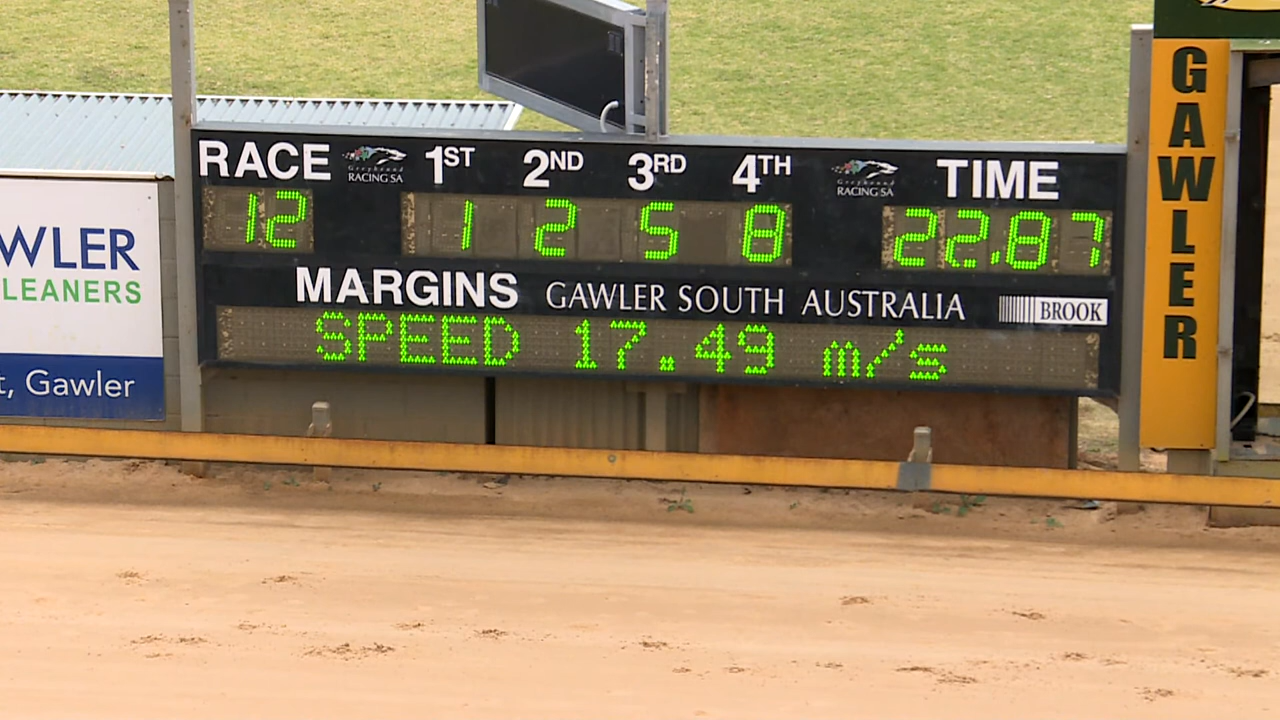 RACE
Greyhound
RACING SA
1ST 2ND 3RD 4TH
Greyhound
RACING SA
TIME
12 1 2 5 8 22.87
MARGINS GAWLER SOUTH AUSTRALIA BROOK
SPEED 17.49 m/s
WLER
LEANERS
t, Gawler
GAWLER